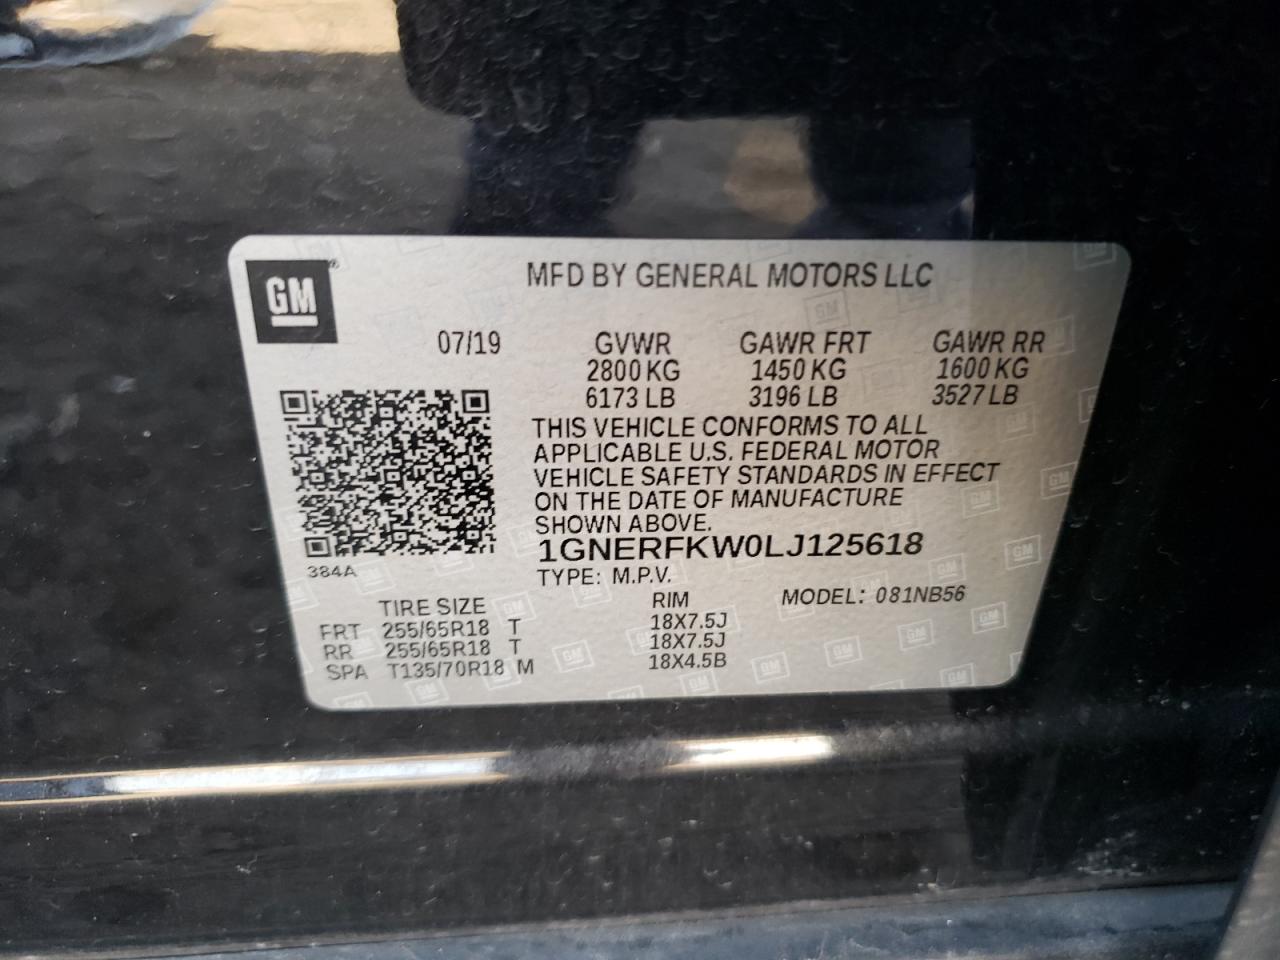 GM®
MFD BY GENERAL MOTORS LLC
07/19 GVWR GAWR FRT GAWR RR
2800 KG 1450 KG 1600 KG
6173 LB 3196 LB 3527 LB
THIS VEHICLE CONFORMS TO ALL
APPLICABLE U.S. FEDERAL MOTOR
VEHICLE SAFETY STANDARDS IN EFFECT
ON THE DATE OF MANUFACTURE
SHOWN ABOVE.
1GNERFKW0LJ125618
384A
TYPE: M.P.V.
MODEL: 081NB56
TIRE SIZE RIM
FRT 255/65R18 T 18X7.5J
RR 255/65R18 T 18X7.5J
SPA T135/70R18 M 18X4.5B